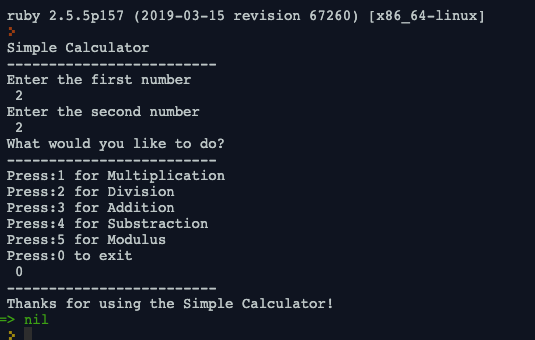 ruby 2.5.5p157 (2019-03-15 revision 67260) [x86_64-linux]
>
Simple Calculator
-------------------------
Enter the first number
2
Enter the second number
2
What would you like to do?
-------------------------
Press:1 for Multiplication
Press:2 for Division
Press:3 for Addition
Press:4 for Substraction
Press:5 for Modulus
Press:0 to exit
0
-------------------------
Thanks for using the Simple Calculator!
=> nil
>